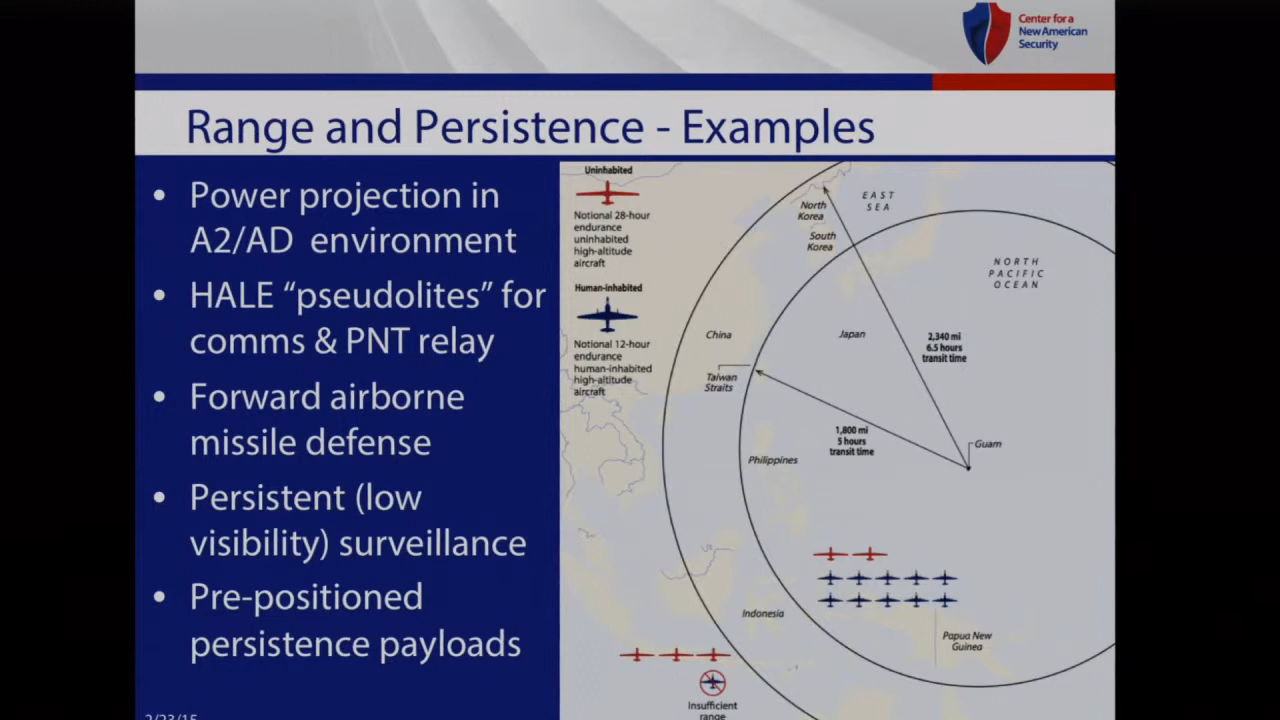 Center for a
New American
Security
Range and Persistence - Examples
• Power projection in
A2/AD environment
• HALE “pseudolites” for
comms & PNT relay
• Forward airborne
missile defense
• Persistent (low
visibility) surveillance
• Pre-positioned
persistence payloads
2/23/15
Uninhabited
Notional 28-hour
endurance
uninhabited
high-altitude
aircraft
Human-inhabited
Notional 12-hour
endurance
human-inhabited
high-altitude
aircraft
North
Korea
South
Korea
EAST
SEA
NORTH
PACIFIC
OCEAN
China
Japan
2,340 mi
6.5 hours
transit time
Taiwan
Straits
1,800 mi
5 hours
transit time
Guam
Philippines
Indonesia
Papua New
Guinea
Insufficient
range